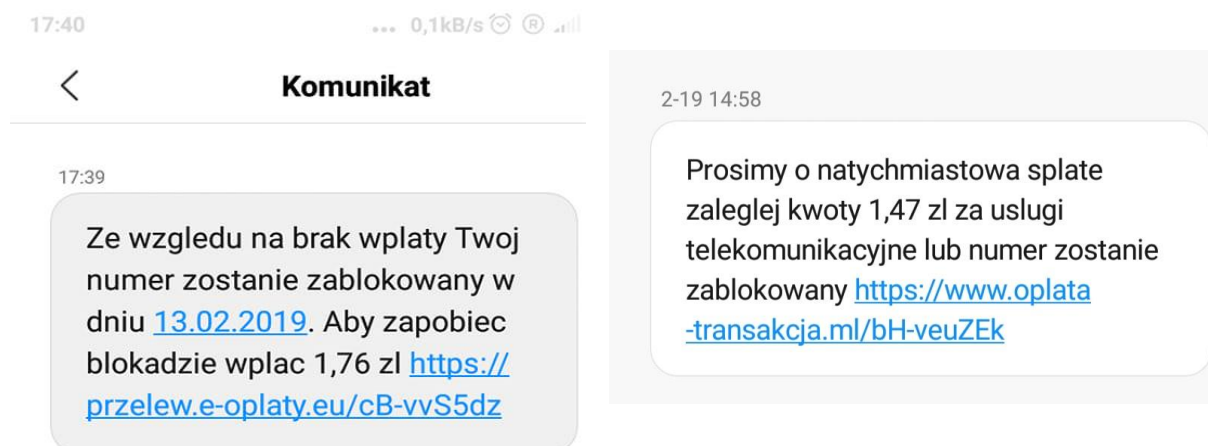 17:40
... 0,1kB/s ®
Komunikat
17:39
Ze wzgledu na brak wplaty Twoj
numer zostanie zablokowany w
dniu 13.02.2019. Aby zapobiec
blokadzie wplac 1,76 zl https://
przelew.e-oplaty.eu/cB-vvS5dz
2-19 14:58
Prosimy o natychmiastowa splate
zaleglej kwoty 1,47 zl za uslugi
telekomunikacyjne lub numer zostanie
zablokowany https://www.oplata
-transakcja.ml/bH-veuZEk